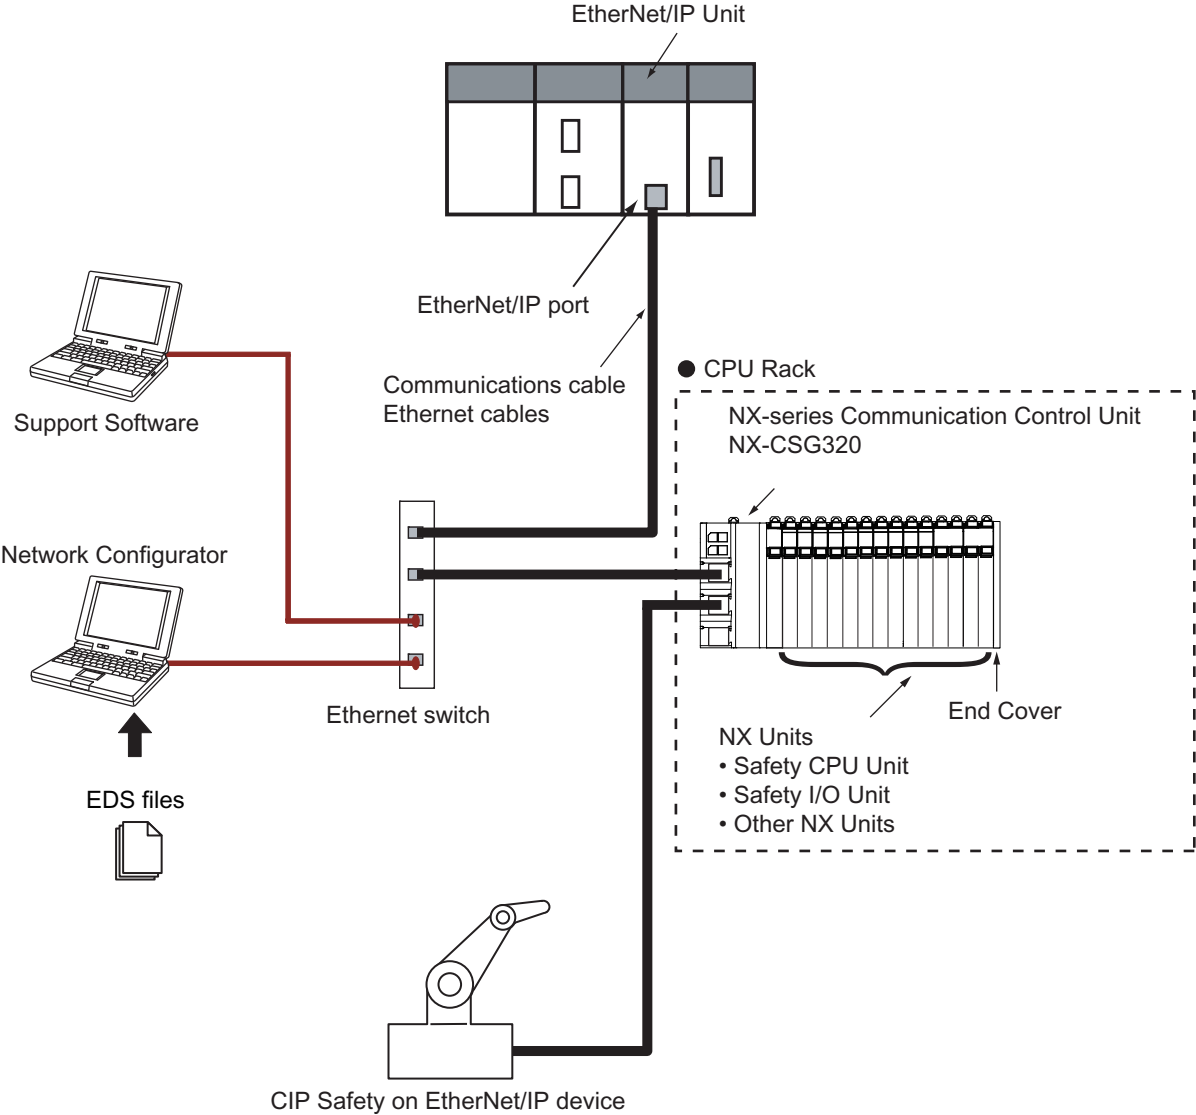 EtherNet/IP Unit
EtherNet/IP port
Communications cable
Ethernet cables
● CPU Rack
NX-series Communication Control Unit
NX-CSG320
Support Software
Network Configurator
Ethernet switch
End Cover
NX Units
• Safety CPU Unit
• Safety I/O Unit
• Other NX Units
EDS files
CIP Safety on EtherNet/IP device